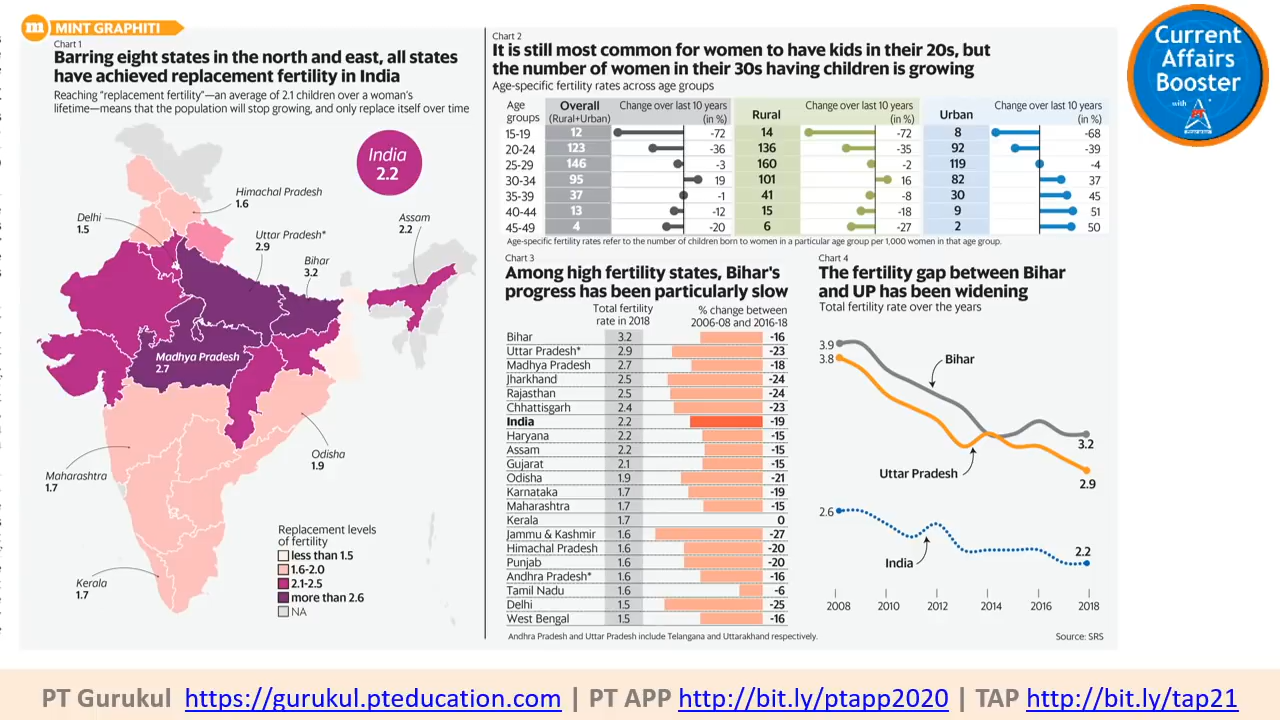 m MINT GRAPHITI
Chart 1
Barring eight states in the north and east, all states
have achieved replacement fertility in India
Reaching "replacement fertility"—an average of 2.1 children over a woman's
lifetime—means that the population will stop growing, and only replace itself over time
India
2.2
Himachal Pradesh
1.6
Delhi
1.5
Uttar Pradesh*
2.9
Assam
2.2
Bihar
3.2
Madhya Pradesh
2.7
Odisha
1.9
Maharashtra
1.7
Kerala
1.7
Replacement levels
of fertility
less than 1.5
1.6-2.0
2.1-2.5
more than 2.6
NA
Chart 2
It is still most common for women to have kids in their 20s, but
the number of women in their 30s having children is growing
Age-specific fertility rates across age groups
Age groups Overall (Rural+Urban) Change over last 10 years (in %) Rural Change over last 10 years (in %) Urban Change over last 10 years (in %)
15-19 12 -72 14 -72 8 -68
20-24 123 -36 136 -35 92 -39
25-29 146 -3 160 -2 119 -4
30-34 95 19 101 16 82 37
35-39 37 -1 41 -8 30 45
40-44 13 -12 15 -18 9 51
45-49 4 -20 6 -27 2 50
Age-specific fertility rates refer to the number of children born to women in a particular age group per 1,000 women in that age group.
Chart 3
Among high fertility states, Bihar's
progress has been particularly slow
Total fertility rate in 2018 % change between 2006-08 and 2016-18
Bihar 3.2 -16
Uttar Pradesh* 2.9 -23
Madhya Pradesh 2.7 -18
Jharkhand 2.5 -24
Rajasthan 2.5 -24
Chhattisgarh 2.4 -23
India 2.2 -19
Haryana 2.2 -15
Assam 2.2 -15
Gujarat 2.1 -15
Odisha 1.9 -21
Karnataka 1.7 -19
Maharashtra 1.7 -15
Kerala 1.7 0
Jammu & Kashmir 1.6 -27
Himachal Pradesh 1.6 -20
Punjab 1.6 -20
Andhra Pradesh* 1.6 -16
Tamil Nadu 1.6 -6
Delhi 1.5 -25
West Bengal 1.5 -16
Andhra Pradesh and Uttar Pradesh include Telangana and Uttarakhand respectively.
Chart 4
The fertility gap between Bihar
and UP has been widening
Total fertility rate over the years
3.9
3.8
Bihar
3.2
Uttar Pradesh
2.9
2.6
2.2
India
2008 2010 2012 2014 2016 2018
Source: SRS
Current
Affairs
Booster
with
PT Gurukul https://gurukul.pteducation.com | PT APP http://bit.ly/ptapp2020 | TAP http://bit.ly/tap21